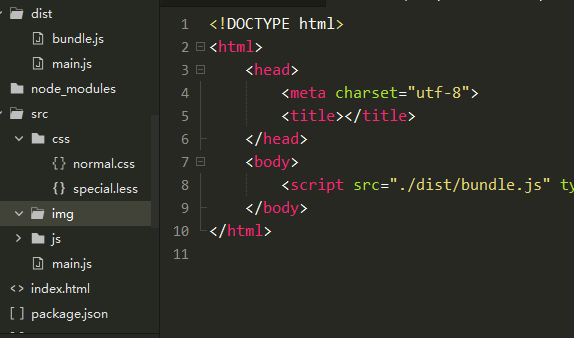 dist
bundle.js
main.js
node_modules
src
css
normal.css
special.less
img
js
main.js
index.html
package.json
1 <!DOCTYPE html>
2 <html>
3 <head>
4 <meta charset="utf-8">
5 <title></title>
6 </head>
7 <body>
8 <script src="./dist/bundle.js" ty
9 </body>
10 </html>
11